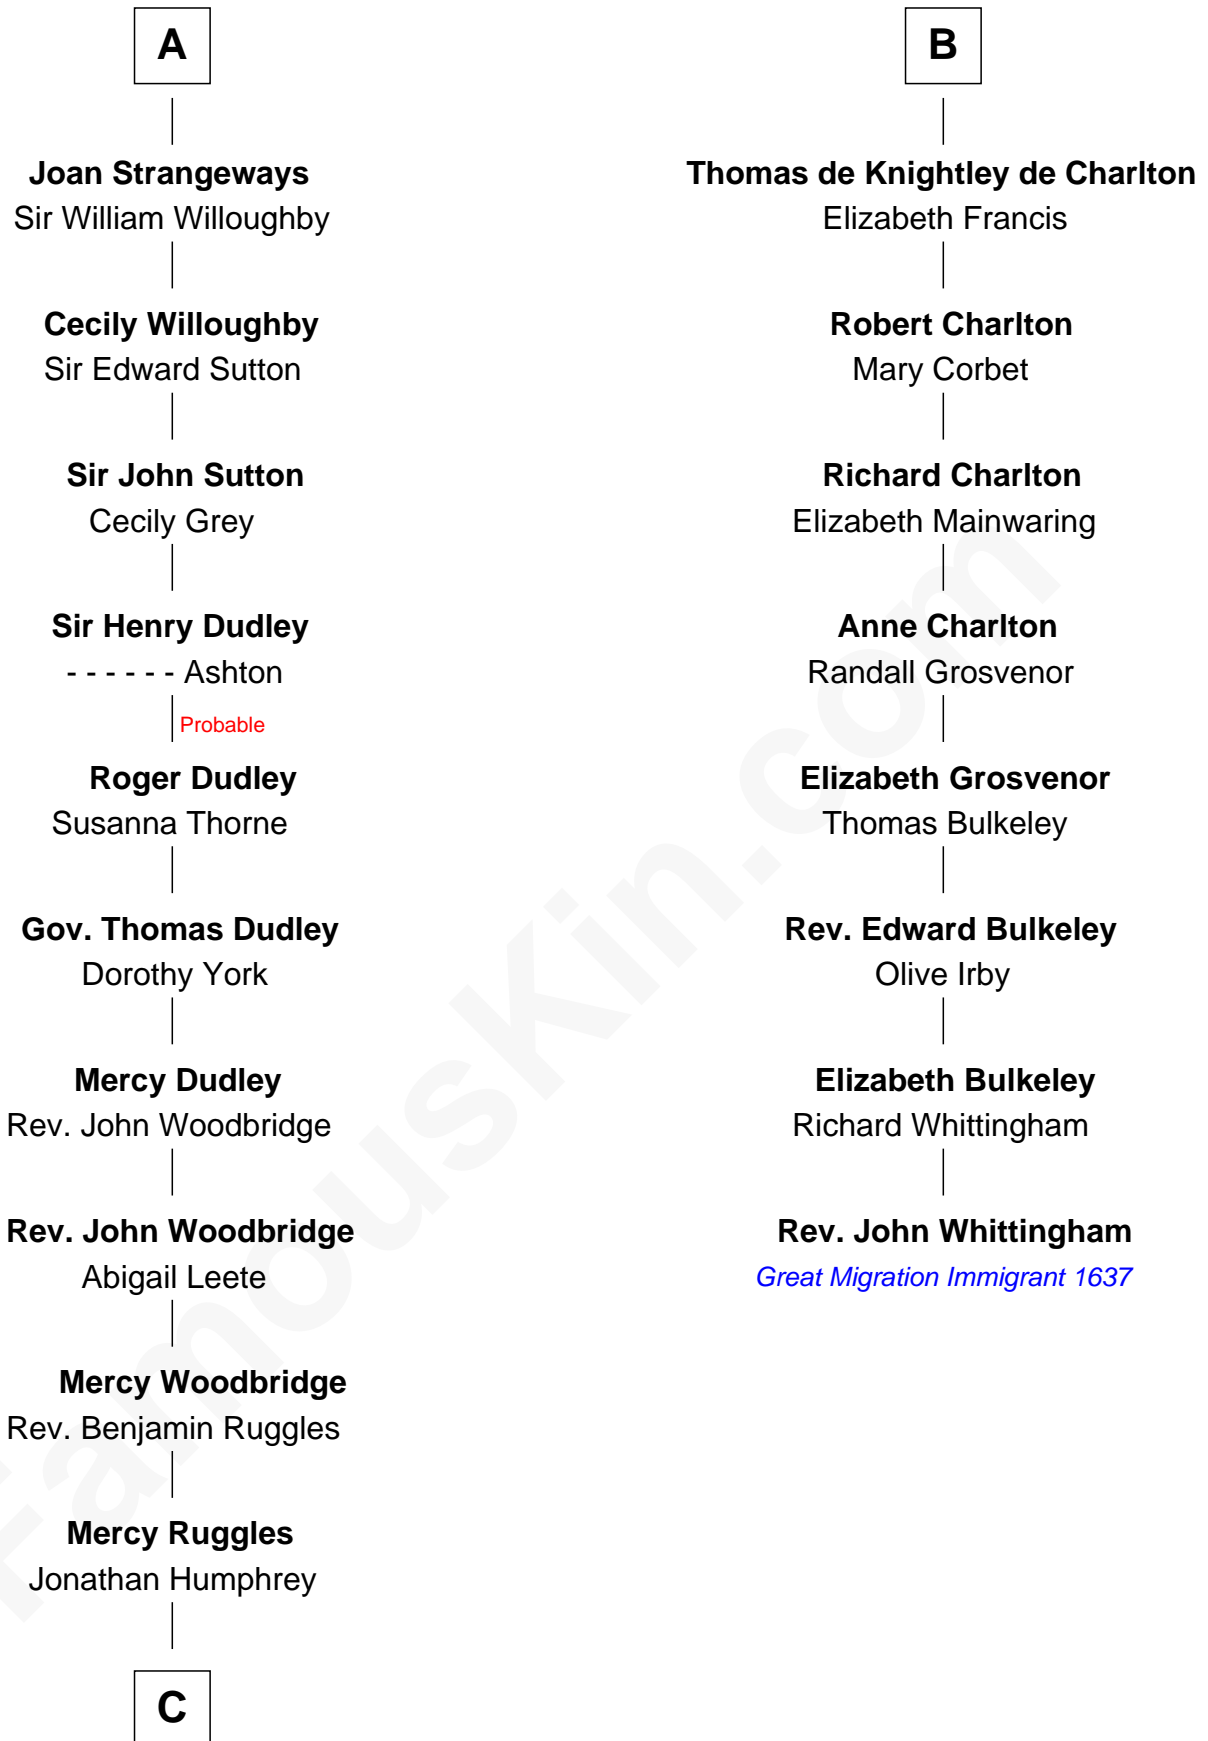 A
Joan Strangeways
Sir William Willoughby
Cecily Willoughby
Sir Edward Sutton
Sir John Sutton
Cecily Grey
Sir Henry Dudley
- - - - - - Ashton
Probable
Roger Dudley
Susanna Thorne
Gov. Thomas Dudley
Dorothy York
Mercy Dudley
Rev. John Woodbridge
Rev. John Woodbridge
Abigail Leete
Mercy Woodbridge
Rev. Benjamin Ruggles
Mercy Ruggles
Jonathan Humphrey
C
B
Thomas de Knightley de Charlton
Elizabeth Francis
Robert Charlton
Mary Corbet
Richard Charlton
Elizabeth Mainwaring
Anne Charlton
Randall Grosvenor
Elizabeth Grosvenor
Thomas Bulkeley
Rev. Edward Bulkeley
Olive Irby
Elizabeth Bulkeley
Richard Whittingham
Rev. John Whittingham
Great Migration Immigrant 1637
FamousKin.com